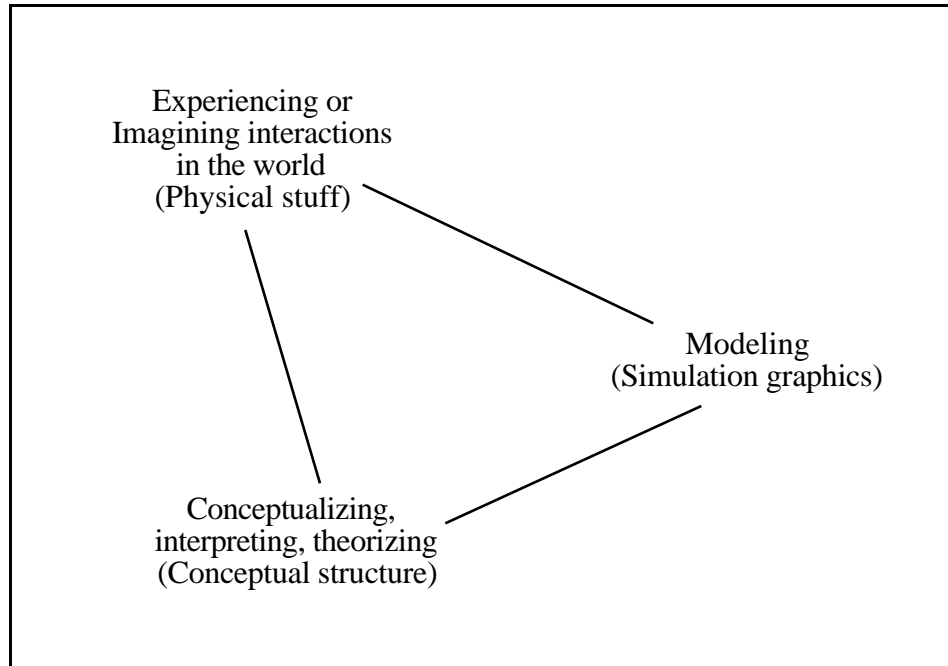 Experiencing or
Imagining interactions
in the world
(Physical stuff)
Modeling
(Simulation graphics)
Conceptualizing,
interpreting, theorizing
(Conceptual structure)